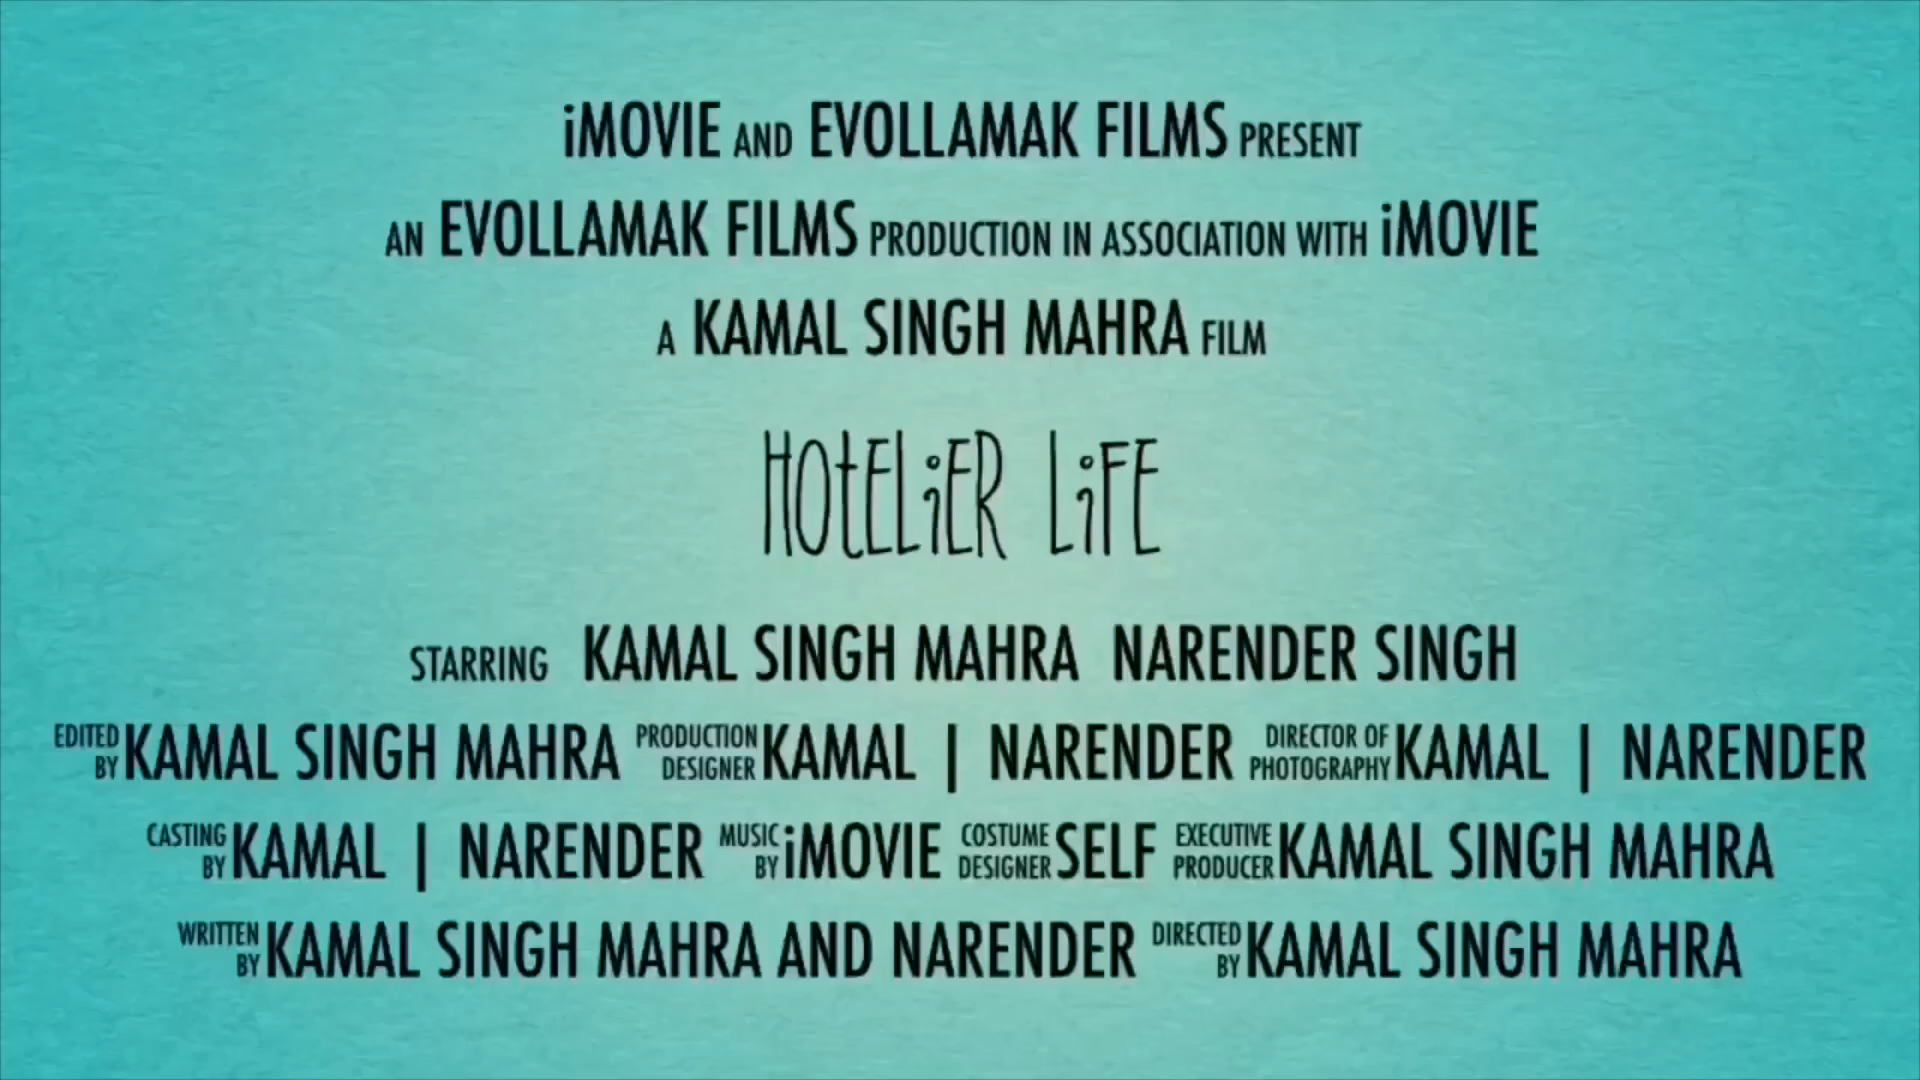 iMOVIE AND EVOLLAMAK FILMS PRESENT
AN EVOLLAMAK FILMS PRODUCTION IN ASSOCIATION WITH iMOVIE
A KAMAL SINGH MAHRA FILM
HOtELiER LiFE
STARRING KAMAL SINGH MAHRA NARENDER SINGH
EDITED BY KAMAL SINGH MAHRA PRODUCTION DESIGNER KAMAL | NARENDER DIRECTOR OF PHOTOGRAPHY KAMAL | NARENDER
CASTING BY KAMAL | NARENDER MUSIC BY iMOVIE COSTUME DESIGNER SELF EXECUTIVE PRODUCER KAMAL SINGH MAHRA
WRITTEN BY KAMAL SINGH MAHRA AND NARENDER DIRECTED BY KAMAL SINGH MAHRA